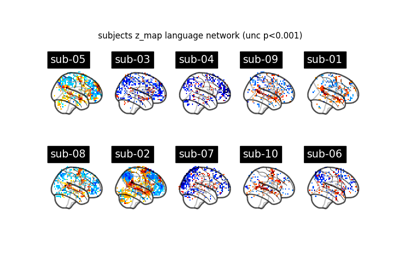 subjects z_map language network (unc p<0.001)
sub-05 sub-03 sub-04 sub-09 sub-01
sub-08 sub-02 sub-07 sub-10 sub-06